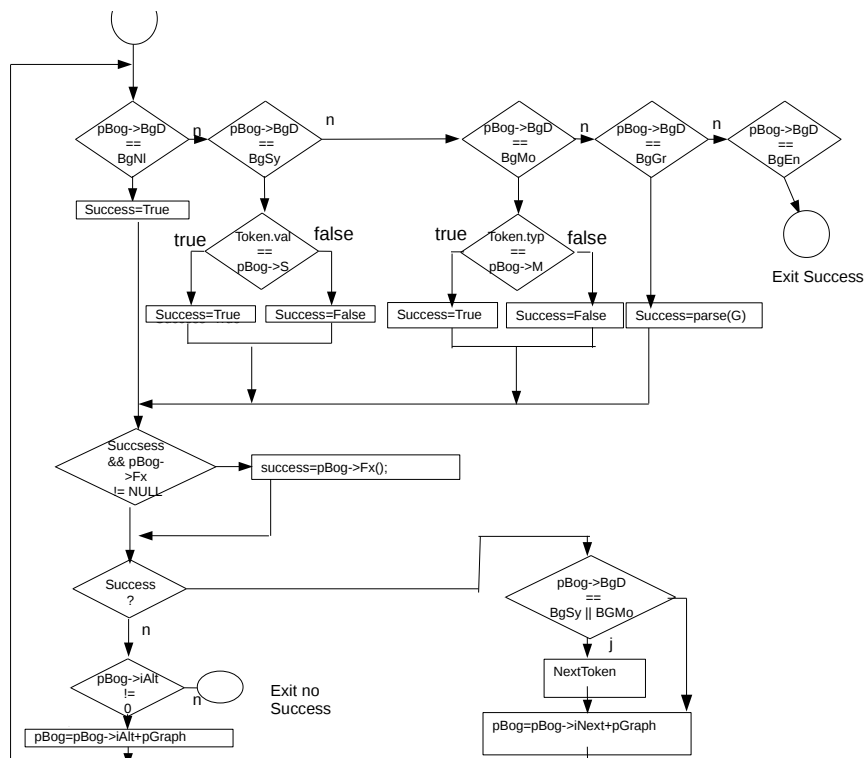 pBog->BgD
==
BgNl
n
pBog->BgD
==
BgSy
n
pBog->BgD
==
BgMo
n
pBog->BgD
==
BgGr
n
pBog->BgD
==
BgEn
Success=True
true
Token.val
==
pBog->S
false
true
Token.typ
==
pBog->M
false
Exit Success
Success=True
Success=False
Success=True
Success=False
Success=parse(G)
Succsess
&& pBog-
>Fx
!= NULL
success=pBog->Fx();
Success
?
pBog->BgD
==
BgSy || BGMo
n
j
pBog->iAlt
!=
0
n
Exit no
Success
NextToken
pBog=pBog->iAlt+pGraph
pBog=pBog->iNext+pGraph